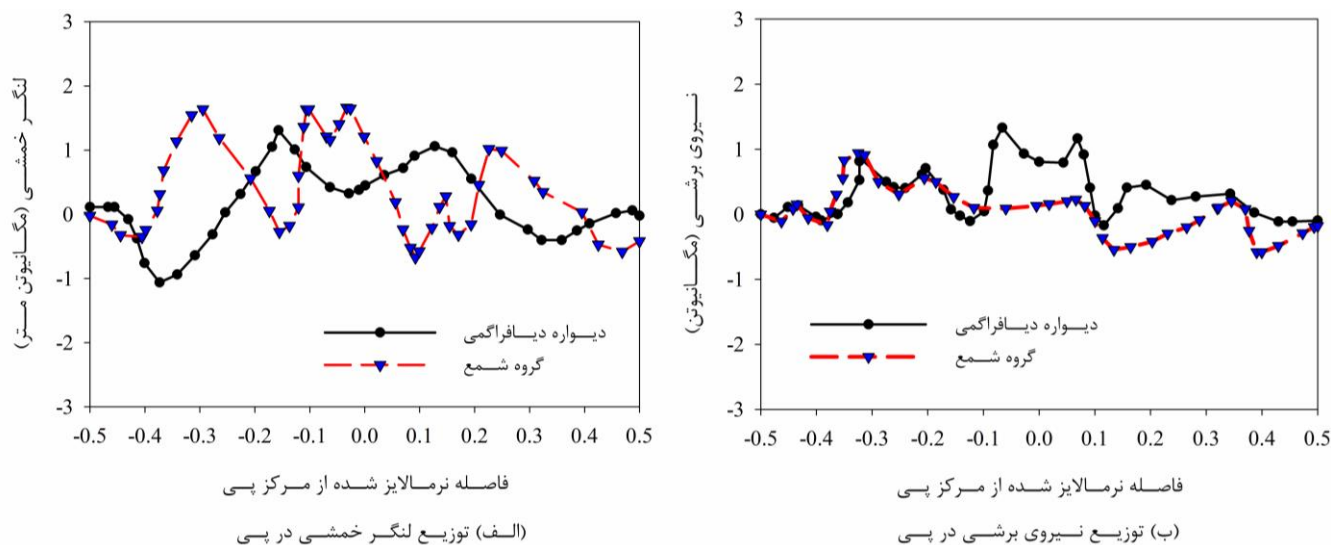 3
2
1
0
-1
-2
-3
-0.5 -0.4 -0.3 -0.2 -0.1 0.0 0.1 0.2 0.3 0.4 0.5
لنگر خمشی (مگانیوتن متر)
دیواره دیافراگمی
گروه شمع
فاصله نرمالایز شده از مرکز پی
(الف) توزیع لنگر خمشی در پی
3
2
1
0
-1
-2
-3
-0.5 -0.4 -0.3 -0.2 -0.1 0.0 0.1 0.2 0.3 0.4 0.5
نیروی برشی (مگانیوتن)
دیواره دیافراگمی
گروه شمع
فاصله نرمالایز شده از مرکز پی
(ب) توزیع نیروی برشی در پی